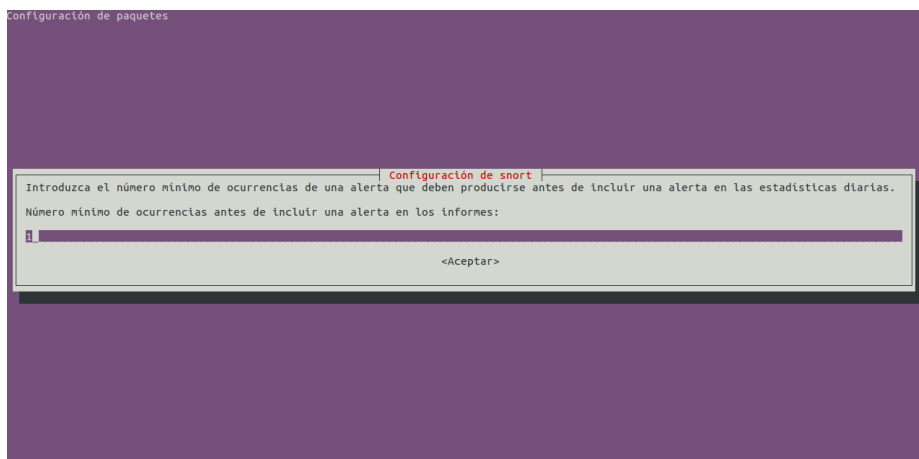 Configuración de paquetes
Configuración de snort
Introduzca el número mínimo de ocurrencias de una alerta que deben producirse antes de incluir una alerta en las estadísticas diarias.
Número mínimo de ocurrencias antes de incluir una alerta en los informes:
1
<Aceptar>